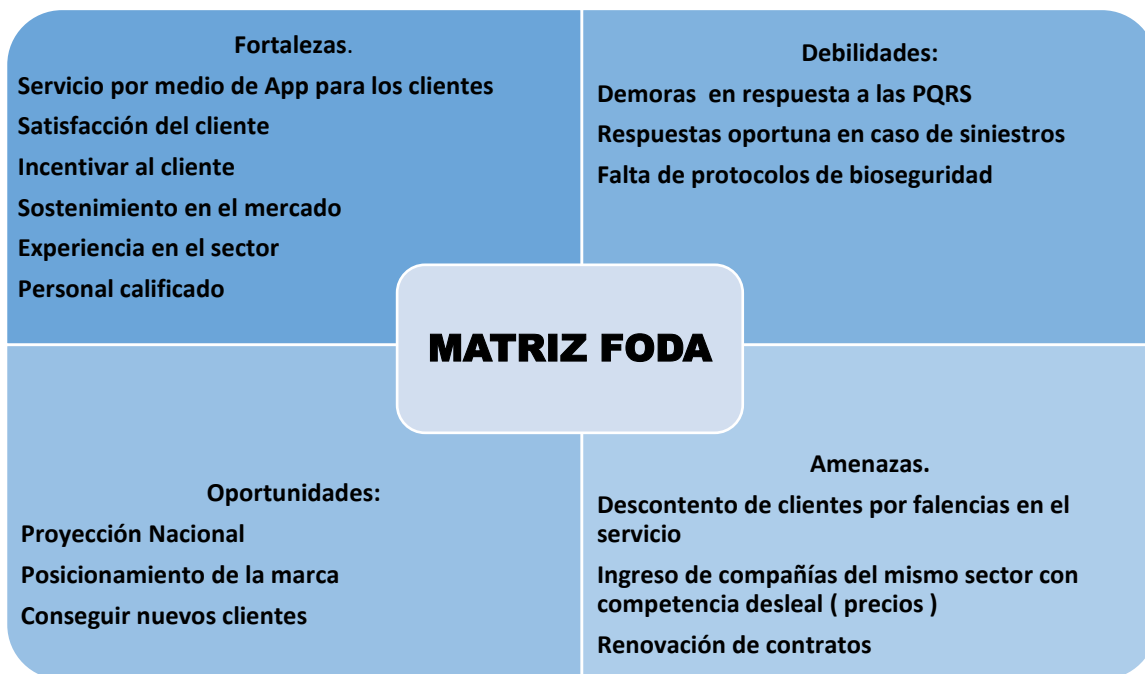 Fortalezas.
Servicio por medio de App para los clientes
Satisfacción del cliente
Incentivar al cliente
Sostenimiento en el mercado
Experiencia en el sector
Personal calificado
Debilidades:
Demoras en respuesta a las PQRS
Respuestas oportuna en caso de siniestros
Falta de protocolos de bioseguridad
MATRIZ FODA
Oportunidades:
Proyección Nacional
Posicionamiento de la marca
Conseguir nuevos clientes
Amenazas.
Descontento de clientes por falencias en el
servicio
Ingreso de compañías del mismo sector con
competencia desleal ( precios )
Renovación de contratos